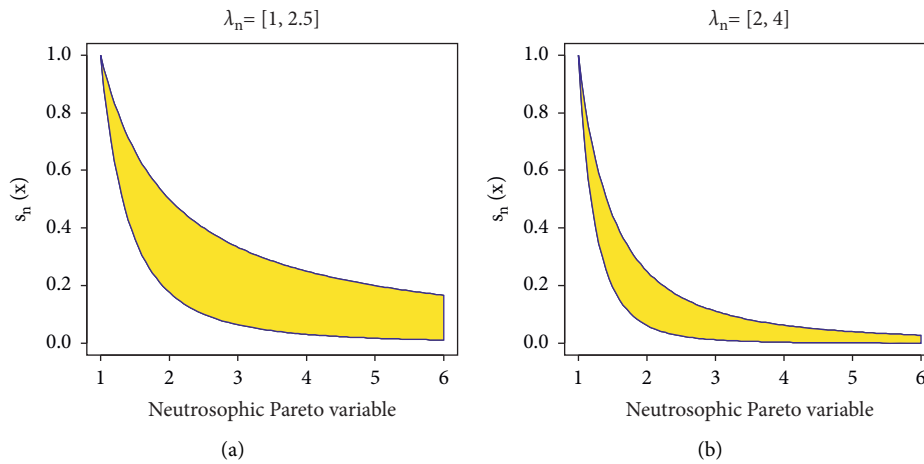 λn= [1, 2.5]
sn (x)
1.0
0.8
0.6
0.4
0.2
0.0
1 2 3 4 5 6
Neutrosophic Pareto variable
(a)
λn= [2, 4]
sn (x)
1.0
0.8
0.6
0.4
0.2
0.0
1 2 3 4 5 6
Neutrosophic Pareto variable
(b)